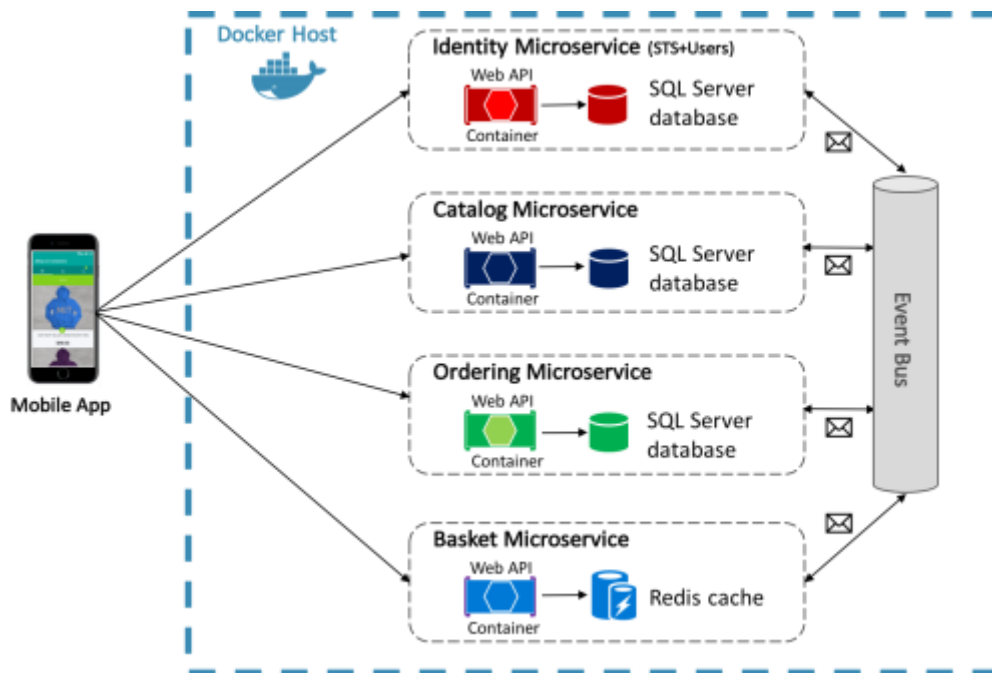 Docker Host
Identity Microservice (STS+Users)
Web API
Container
SQL Server
database
Catalog Microservice
Web API
Container
SQL Server
database
Ordering Microservice
Web API
Container
SQL Server
database
Basket Microservice
Web API
Container
Redis cache
Event Bus
Mobile App